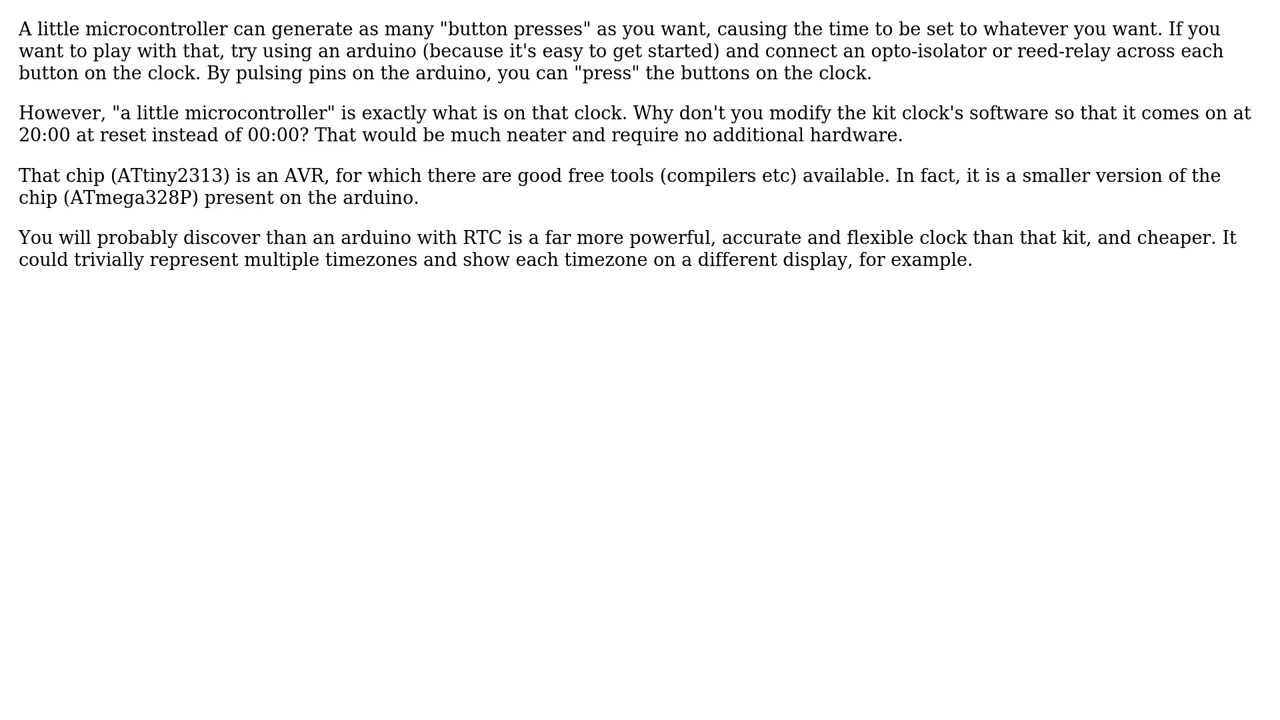 A little microcontroller can generate as many "button presses" as you want, causing the time to be set to whatever you want. If you
want to play with that, try using an arduino (because it's easy to get started) and connect an opto-isolator or reed-relay across each
button on the clock. By pulsing pins on the arduino, you can "press" the buttons on the clock.
However, "a little microcontroller" is exactly what is on that clock. Why don't you modify the kit clock's software so that it comes on at
20:00 at reset instead of 00:00? That would be much neater and require no additional hardware.
That chip (ATtiny2313) is an AVR, for which there are good free tools (compilers etc) available. In fact, it is a smaller version of the
chip (ATmega328P) present on the arduino.
You will probably discover than an arduino with RTC is a far more powerful, accurate and flexible clock than that kit, and cheaper. It
could trivially represent multiple timezones and show each timezone on a different display, for example.